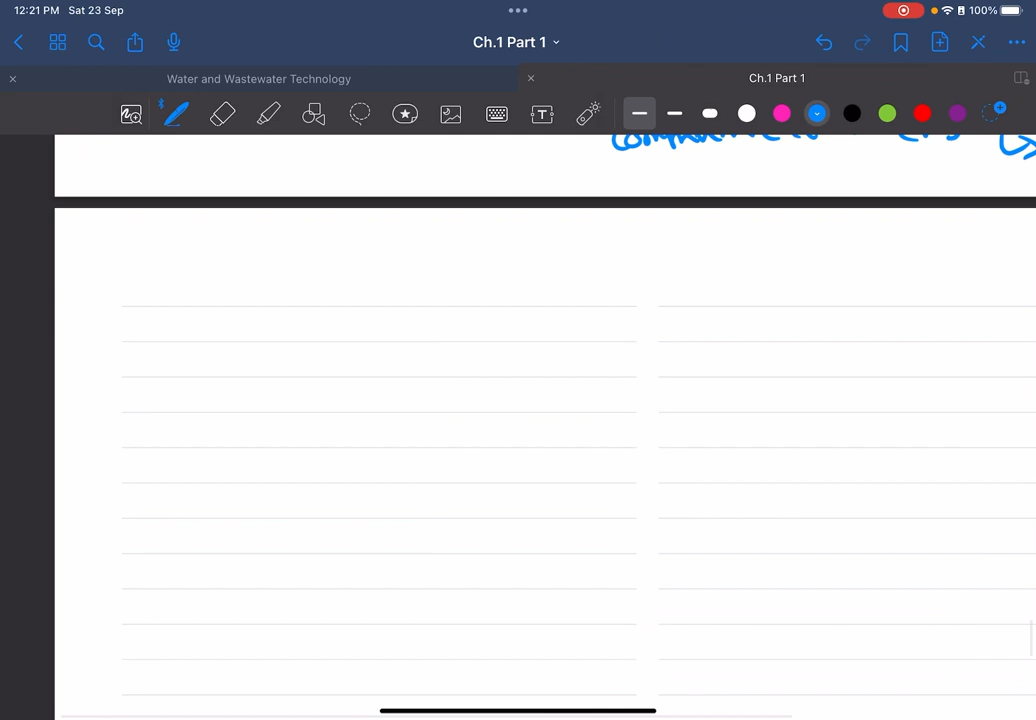 12:21 PM Sat 23 Sep
100%
Ch.1 Part 1
Water and Wastewater Technology
Ch.1 Part 1
T